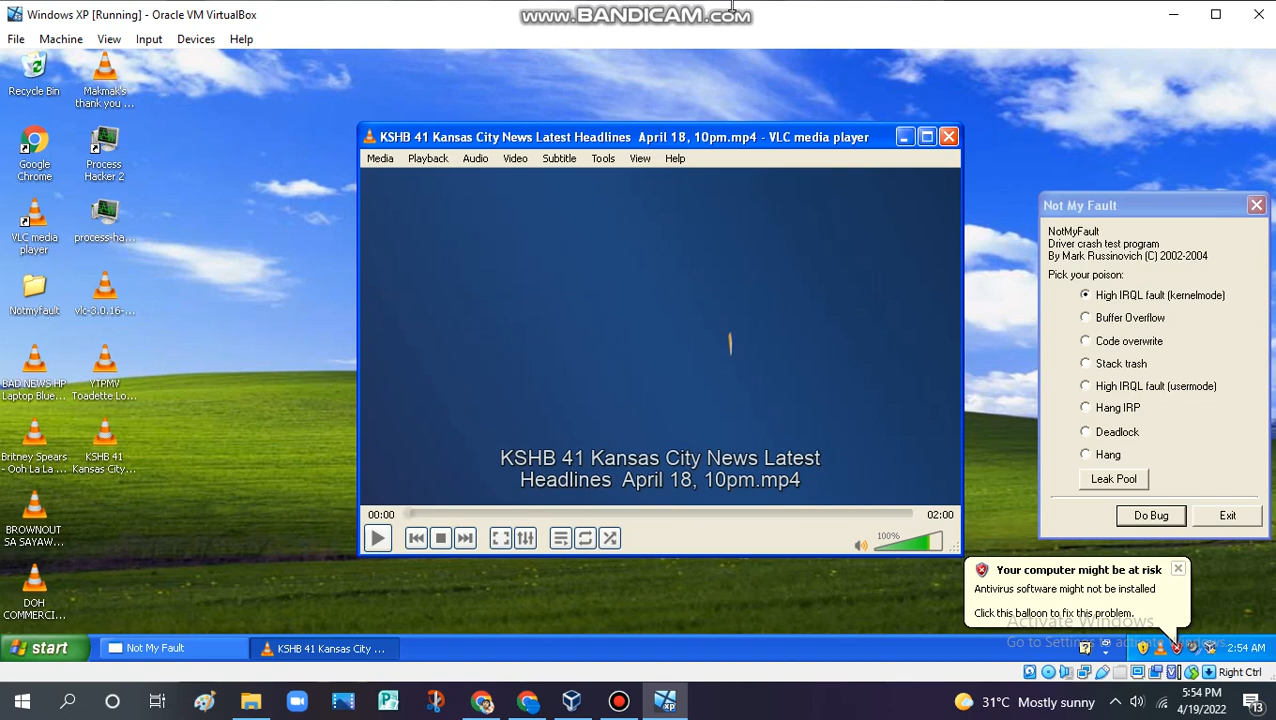 Windows XP [Running] - Oracle VM VirtualBox
www.BANDICAM.com
File Machine View Input Devices Help
Recycle Bin
Makmak's
thank you ...
Google
Chrome
Process
Hacker 2
VLC media
player
process-ha...
Notmyfault
vlc-3.0.16-...
BAD NEWS HP
Laptop Blue...
YTPMV
Toadette Lo...
Britney Spears
- Ooh La La ...
KSHB 41
Kansas City...
BROWNOUT
SA SAYAW...
DOH
COMMERCI...
KSHB 41 Kansas City News Latest Headlines  April 18, 10pm.mp4 - VLC media player
Media Playback Audio Video Subtitle Tools View Help
KSHB 41 Kansas City News Latest
Headlines  April 18, 10pm.mp4
00:00
02:00
100%
Not My Fault
NotMyFault
Driver crash test program
By Mark Russinovich (C) 2002-2004
Pick your poison:
High IRQL fault (kernelmode)
Buffer Overflow
Code overwrite
Stack trash
High IRQL fault (usermode)
Hang IRP
Deadlock
Hang
Leak Pool
Do Bug
Exit
Your computer might be at risk
Antivirus software might not be installed
Click this balloon to fix this problem.
Activate Windows
Go to Settings to activate Windows.
start
Not My Fault
KSHB 41 Kansas City ...
2:54 AM
Right Ctrl
31°C Mostly sunny
5:54 PM
4/19/2022
13